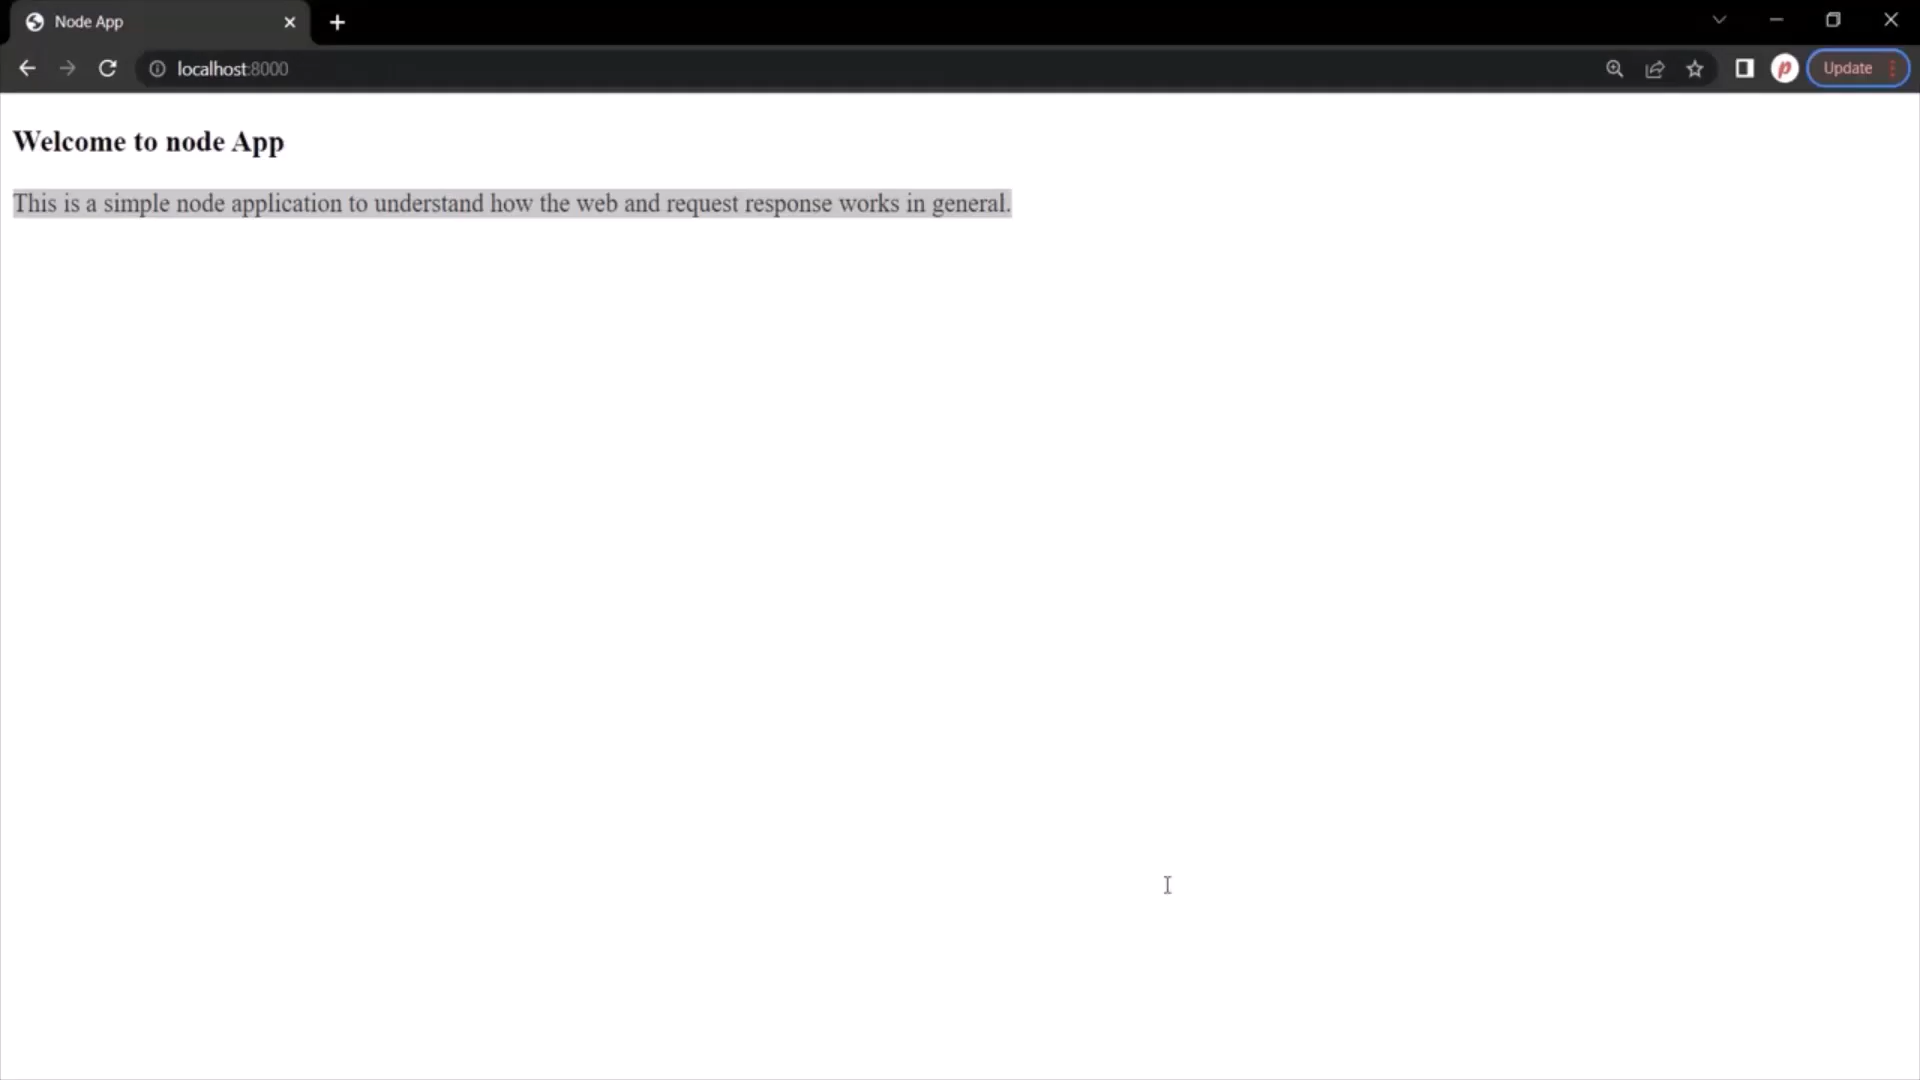 Node App
localhost:8000
Update
Welcome to node App
This is a simple node application to understand how the web and request response works in general.